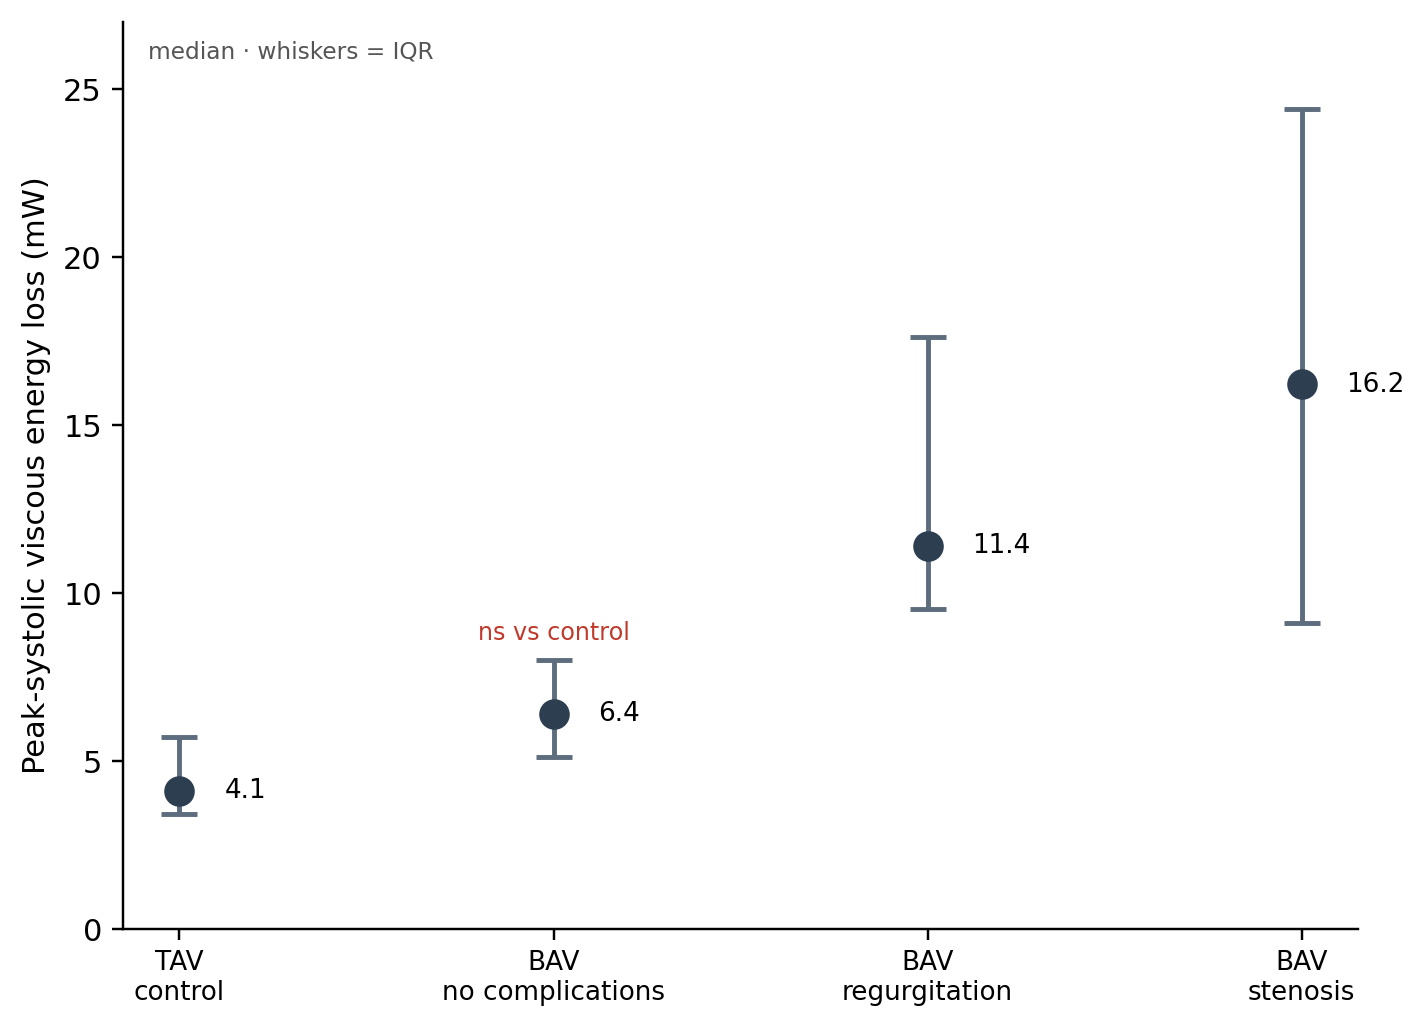 median · whiskers = IQR
Peak-systolic viscous energy loss (mW)
25
20
15
10
5
0
ns vs control
4.1
6.4
11.4
16.2
TAV
control
BAV
no complications
BAV
regurgitation
BAV
stenosis